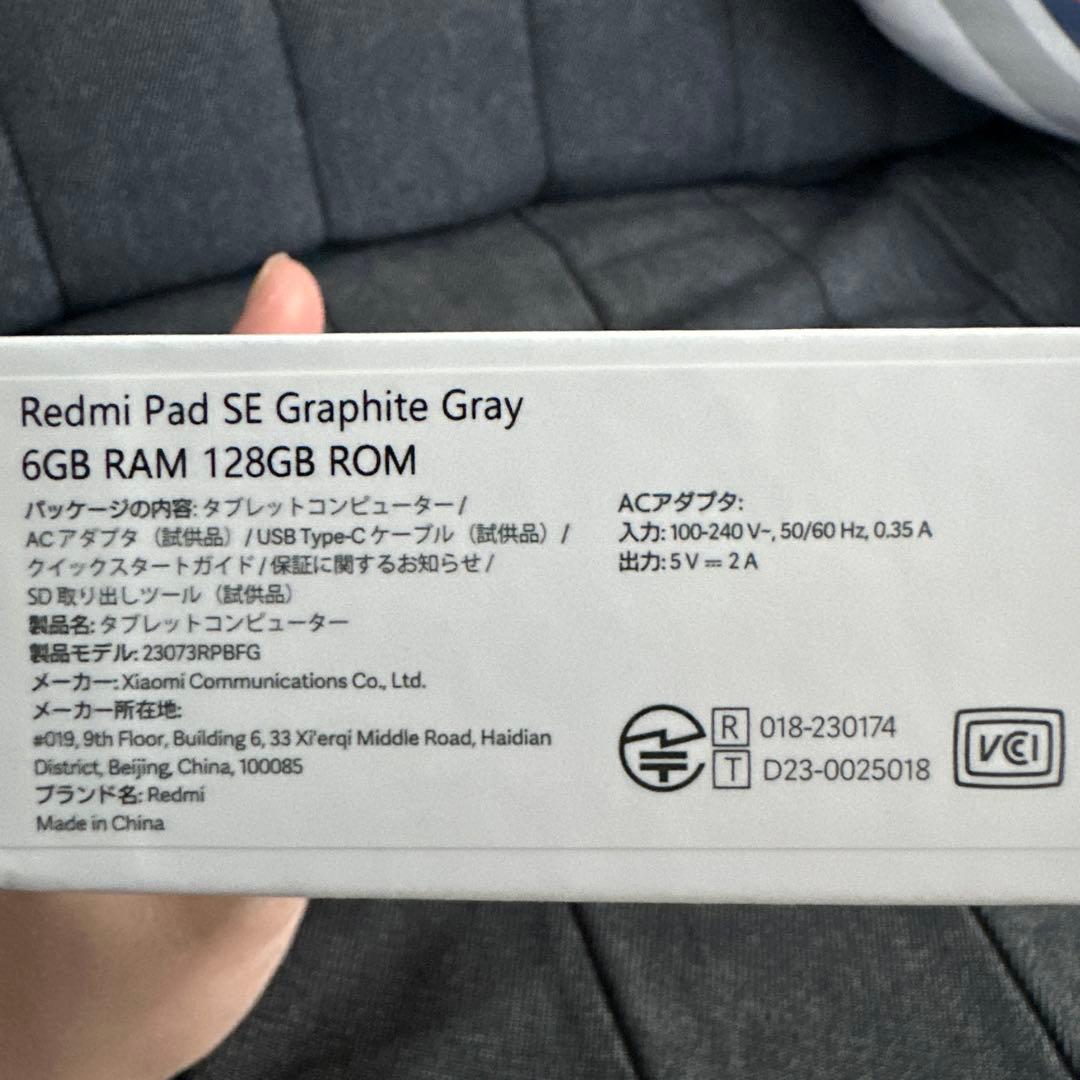 Redmi Pad SE Graphite Gray
6GB RAM 128GB ROM
パッケージの内容: タブレットコンピューター /
ACアダプタ（試供品）/ USB Type-C ケーブル（試供品）/
クイックスタートガイド / 保証に関するお知らせ /
SD 取り出しツール（試供品）
製品名: タブレットコンピューター
製品モデル: 23073RPBFG
メーカー: Xiaomi Communications Co., Ltd.
メーカー所在地:
#019, 9th Floor, Building 6, 33 Xi'erqi Middle Road, Haidian
District, Beijing, China, 100085
ブランド名: Redmi
Made in China
ACアダプタ:
入力: 100-240 V~, 50/60 Hz, 0.35 A
出力: 5 V ⎓ 2 A
R 018-230174
T D23-0025018
VCCI